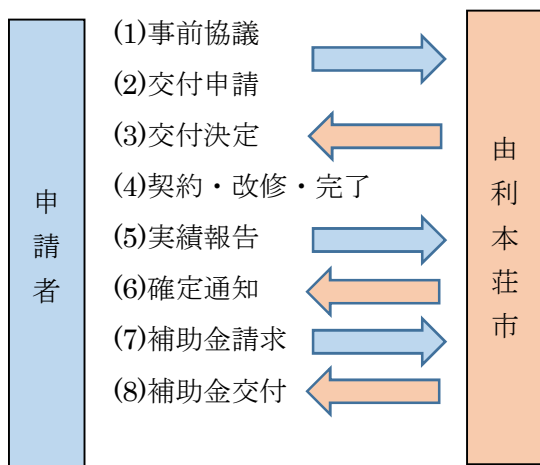 (1)事前協議
(2)交付申請
(3)交付決定
(4)契約・改修・完了
(5)実績報告
(6)確定通知
(7)補助金請求
(8)補助金交付
申請者
由利本荘市